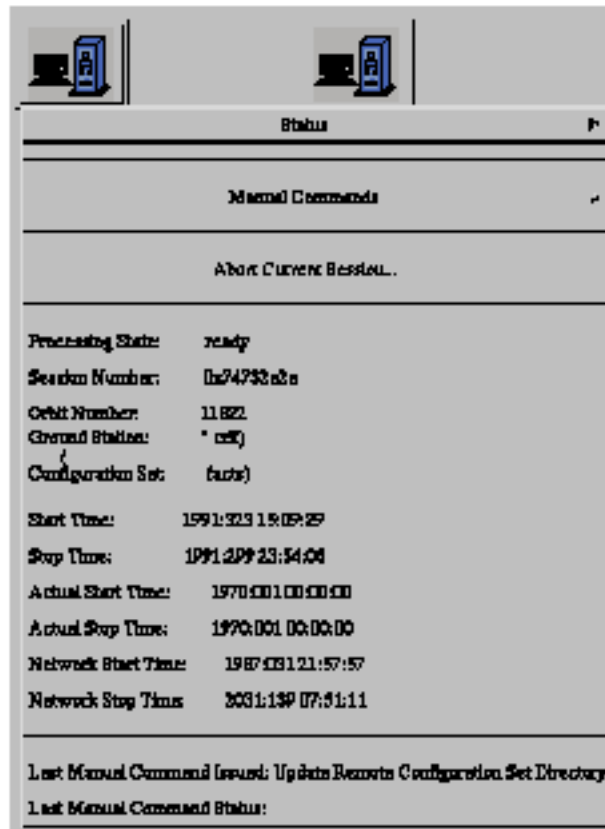 Status
Manual Commands
Abort Current Session...
Processing State: ready
Session Number: 0x74732e2e
Orbit Number: 11822
Ground Station:
Configuration Set:
Start Time: 1991:323 15:09:29
Stop Time: 1991:299 23:54:06
Actual Start Time: 1970:001 00:00:00
Actual Stop Time: 1970:001 00:00:00
Network Start Time: 1987:031 21:57:57
Network Stop Time: 2031:139 07:51:11
Last Manual Command Issued: Update Remote Configuration Set Directory
Last Manual Command Status: